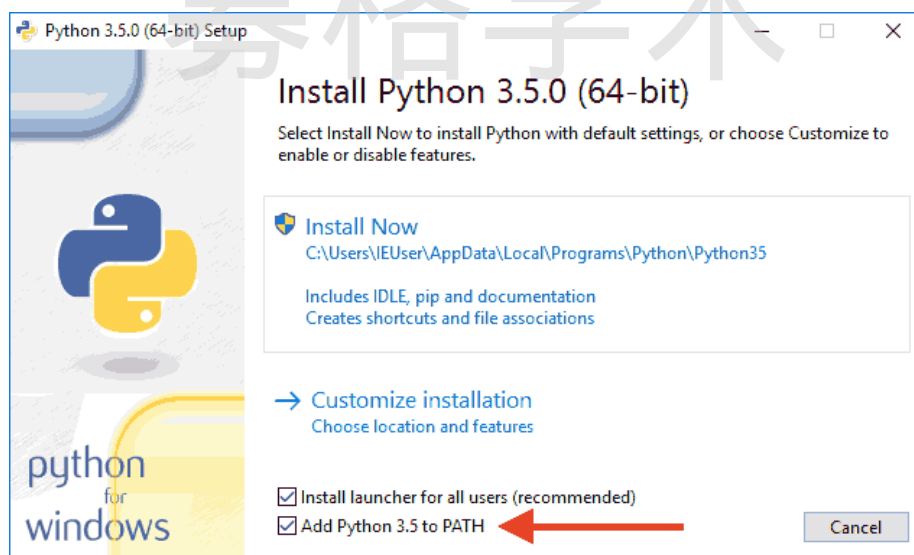 Python 3.5.0 (64-bit) Setup
Install Python 3.5.0 (64-bit)
Select Install Now to install Python with default settings, or choose Customize to
enable or disable features.
Install Now
C:\Users\IEUser\AppData\Local\Programs\Python\Python35
Includes IDLE, pip and documentation
Creates shortcuts and file associations
Customize installation
Choose location and features
Install launcher for all users (recommended)
Add Python 3.5 to PATH
Cancel
python
for
windows